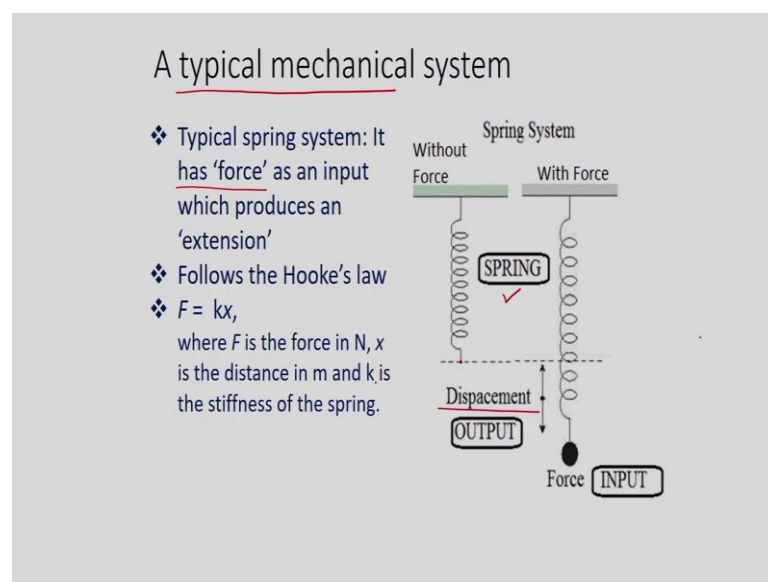 A typical mechanical system
❖ Typical spring system: It
has ‘force’ as an input
which produces an
‘extension’
❖ Follows the Hooke’s law
❖ F = kx,
where F is the force in N, x
is the distance in m and k is
the stiffness of the spring.
Spring System
Without
Force
With Force
SPRING
Dispacement
OUTPUT
Force INPUT